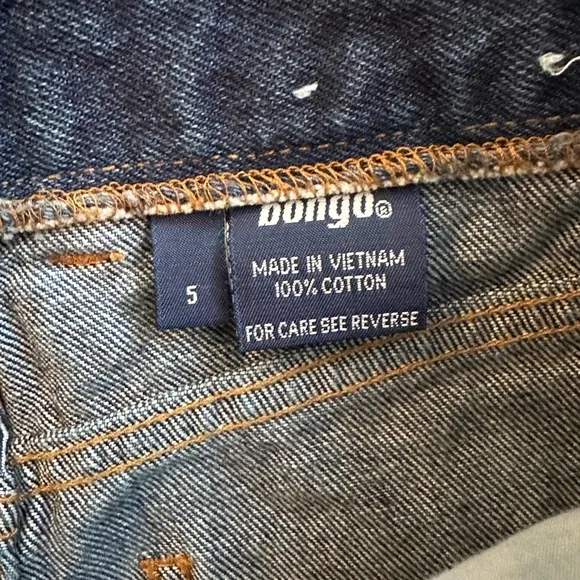 5
bongo®
MADE IN VIETNAM
100% COTTON
FOR CARE SEE REVERSE